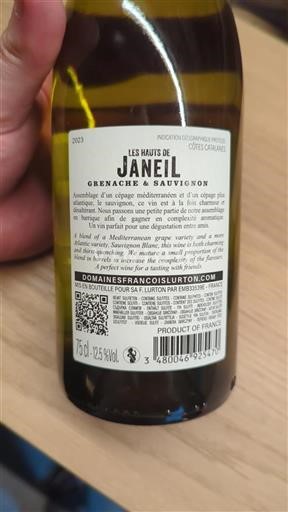 2023
INDICATION GÉOGRAPHIQUE PROTÉGÉE
CÔTES CATALANES
LES HAUTS DE
JANEIL
GRENACHE & SAUVIGNON
Assemblage d'un cépage méditerranéen et d'un cépage plus
atlantique, le sauvignon, ce vin est à la fois charmeur et
désaltérant. Nous passons une petite partie de notre assemblage
en barrique afin de gagner en complexité aromatique
Un vin parfait pour une dégustation entre amis.
A blend of a Mediterranean grape variety and a more
Atlantic variety, Sauvignon Blanc, this wine is both charming
and thirst-quenching. We mature a small proportion of the
blend in barrels to increase the complexity of the flavours.
A perfect wine for a tasting with friends
DOMAINESFRANCOISLURTON.COM
MIS EN BOUTEILLE POUR SA F. LURTON PAR EMB33539E - FRANCE
PRODUCT OF FRANCE
75 cl - 12.5 %Vol.
3 480046 925470